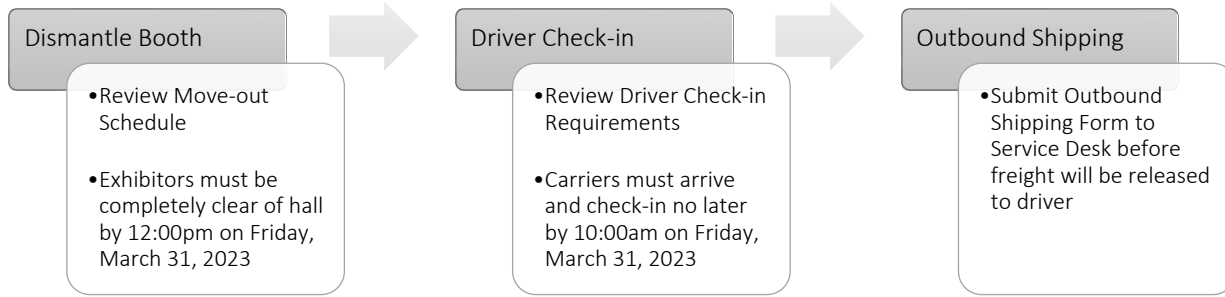 Dismantle Booth
•Review Move-out
Schedule
•Exhibitors must be
completely clear of hall
by 12:00pm on Friday,
March 31, 2023
Driver Check-in
•Review Driver Check-in
Requirements
•Carriers must arrive
and check-in no later
by 10:00am on Friday,
March 31, 2023
Outbound Shipping
•Submit Outbound
Shipping Form to
Service Desk before
freight will be released
to driver